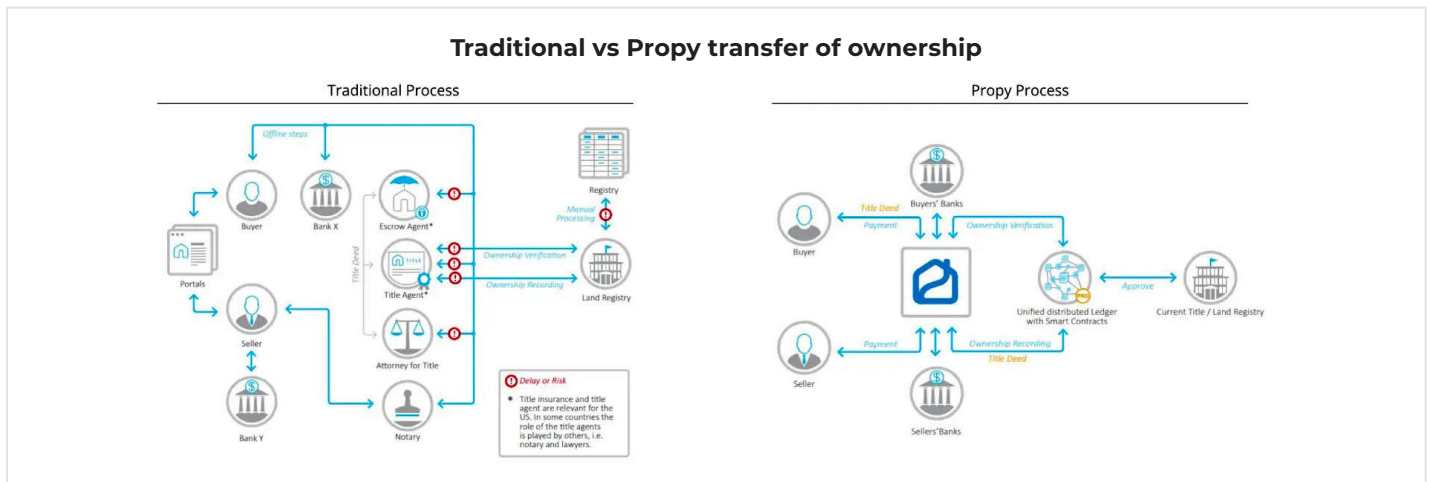 Traditional vs Propy transfer of ownership
Traditional Process
Offline steps
Buyer
Bank X
Escrow Agent*
Registry
Manual
Processing
Portals
Title Deed
TITLE
Title Agent*
Ownership Verification
Ownership Recording
Land Registry
Seller
Attorney for Title
Bank Y
Notary
Delay or Risk
* Title insurance and title
agent are relevant for the
US. In some countries the
role of the title agents
is played by others, i.e.
notary and lawyers.
Propy Process
Buyers' Banks
Title Deed
Payment
Ownership Verification
Buyer
PRO
Unified distributed Ledger
with Smart Contracts
Approve
Current Title / Land Registry
Payment
Ownership Recording
Title Deed
Seller
Sellers'Banks